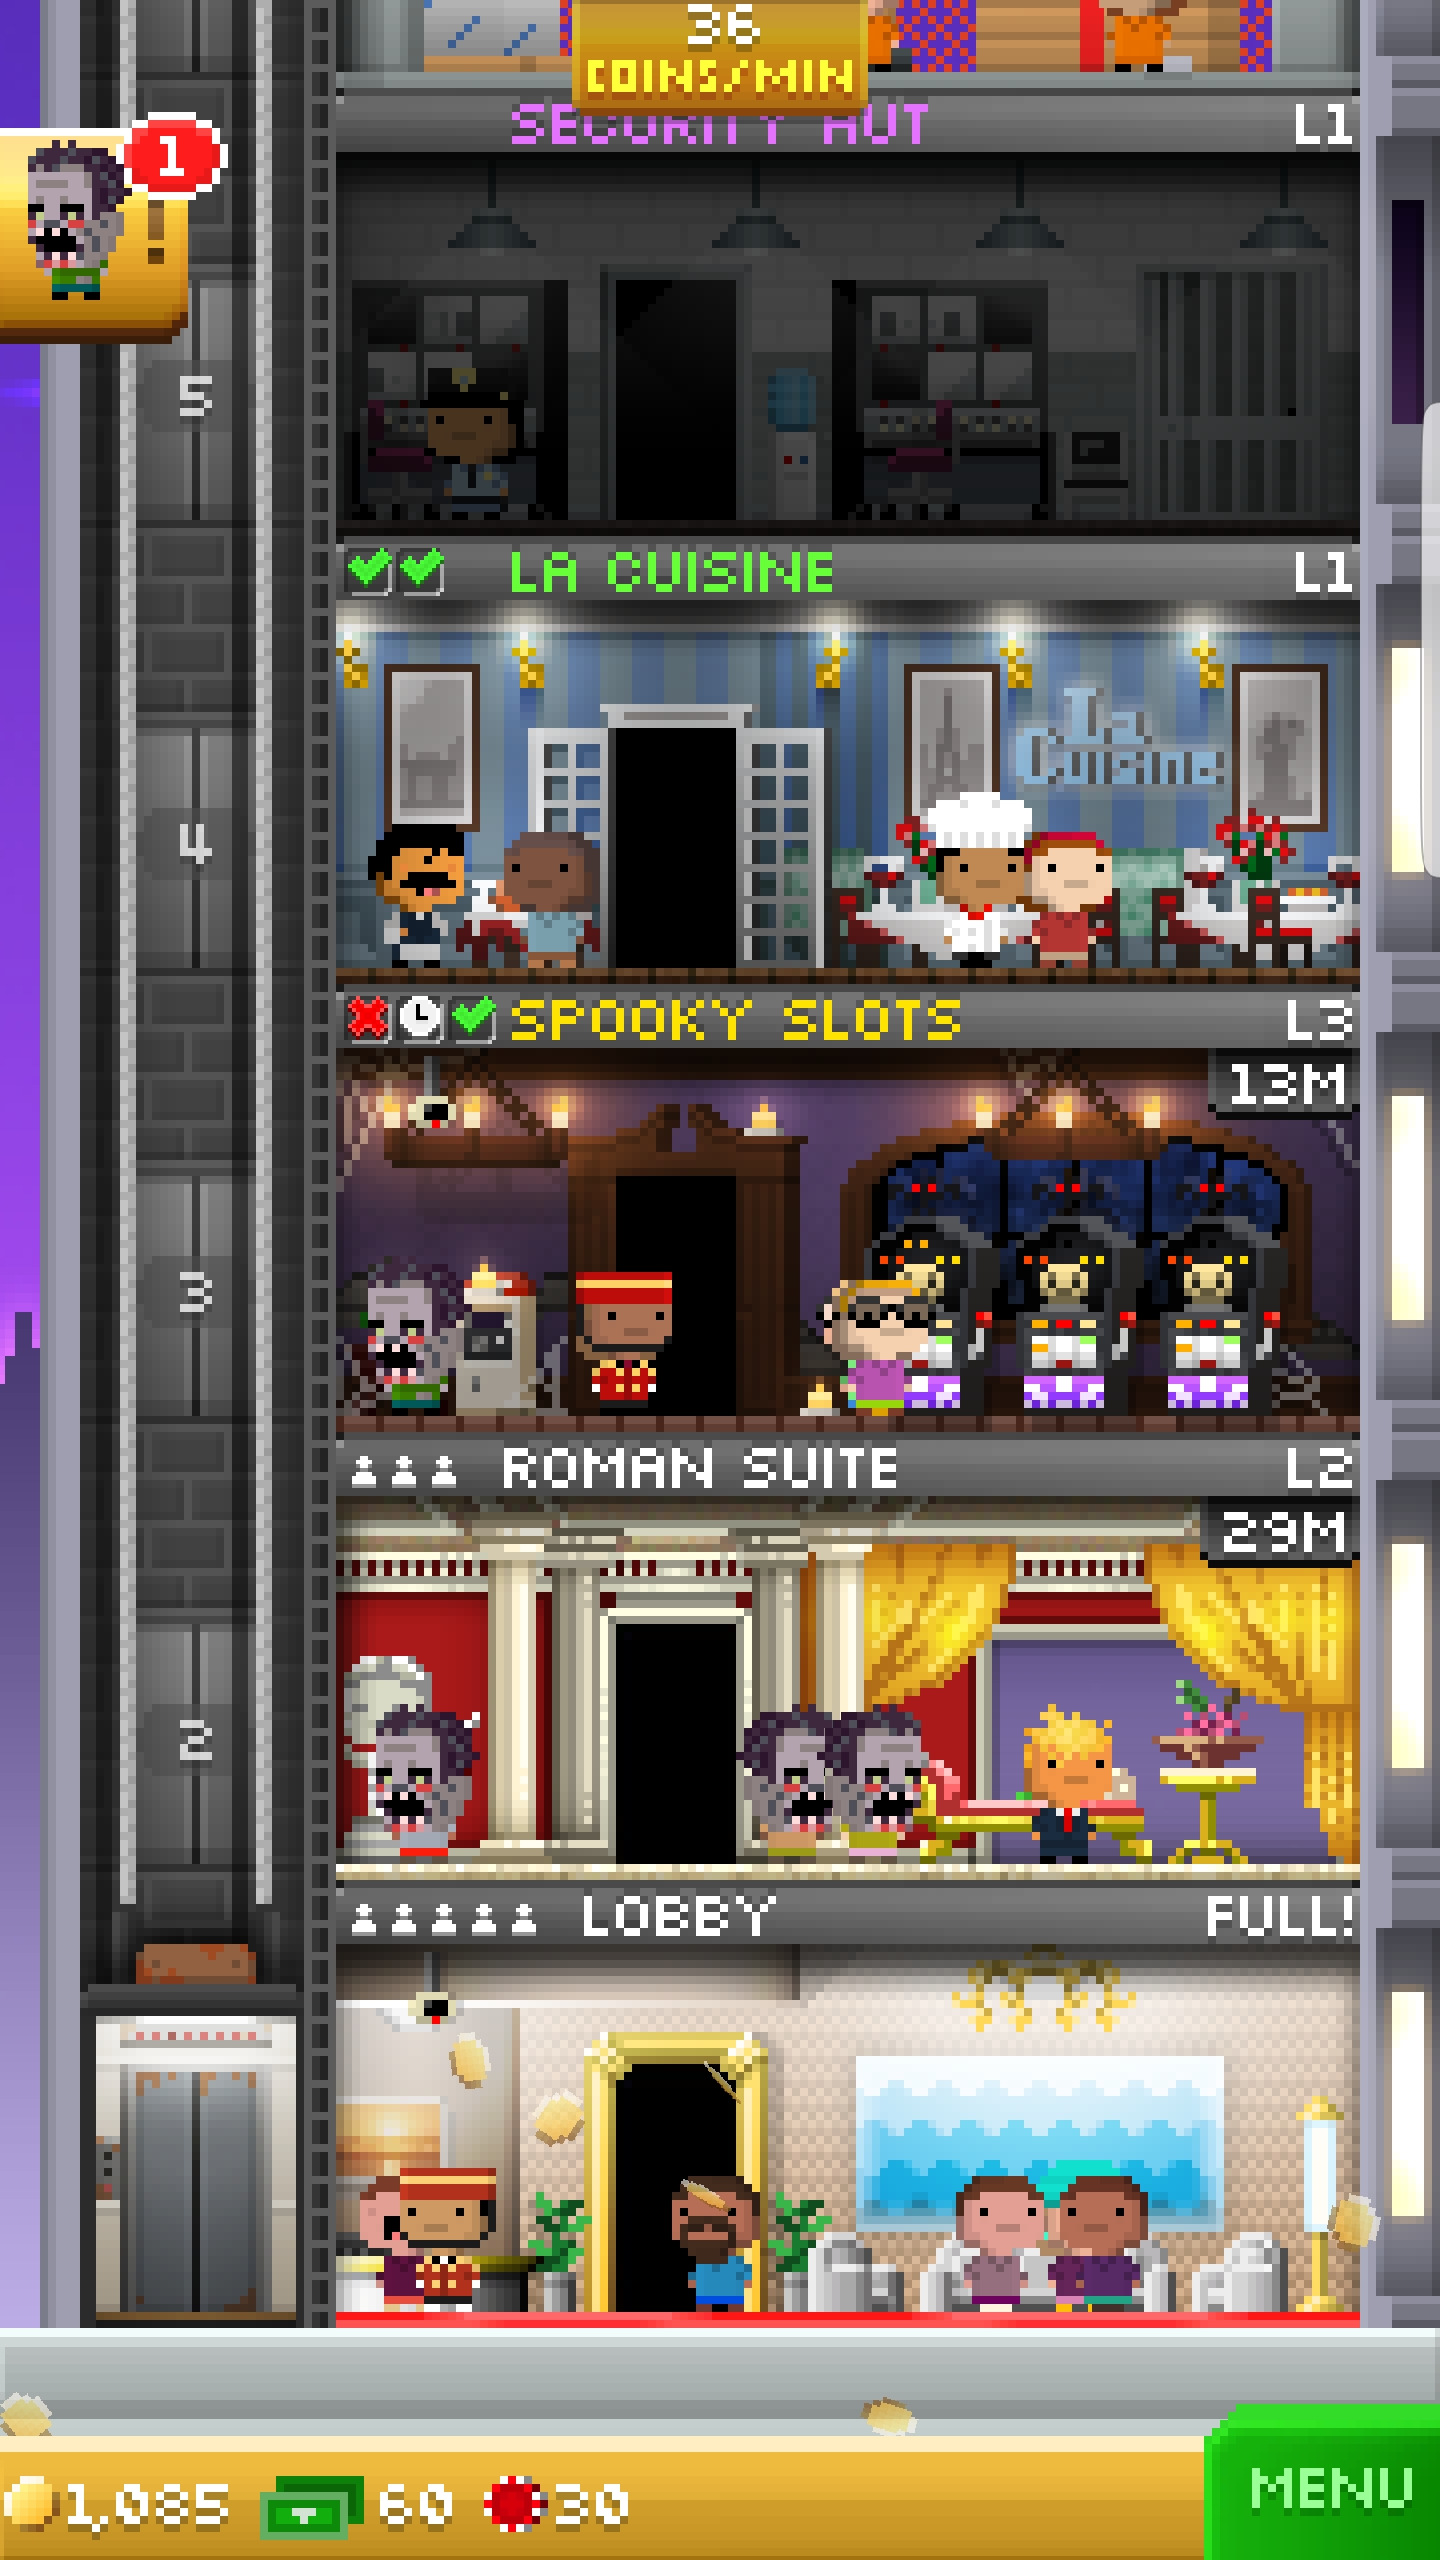 36
COINS/MIN
SECURITY HUT L1
1
!
5
LA CUISINE L1
La
Cuisine
4
SPOOKY SLOTS L3
13M
3
ROMAN SUITE L2
29M
2
LOBBY FULL!
1,085 60 30
MENU